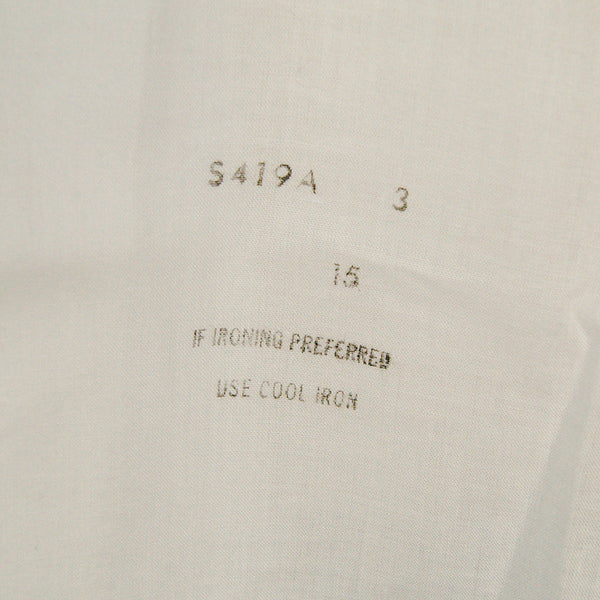 S419A 3
15
IF IRONING PREFERRED
USE COOL IRON